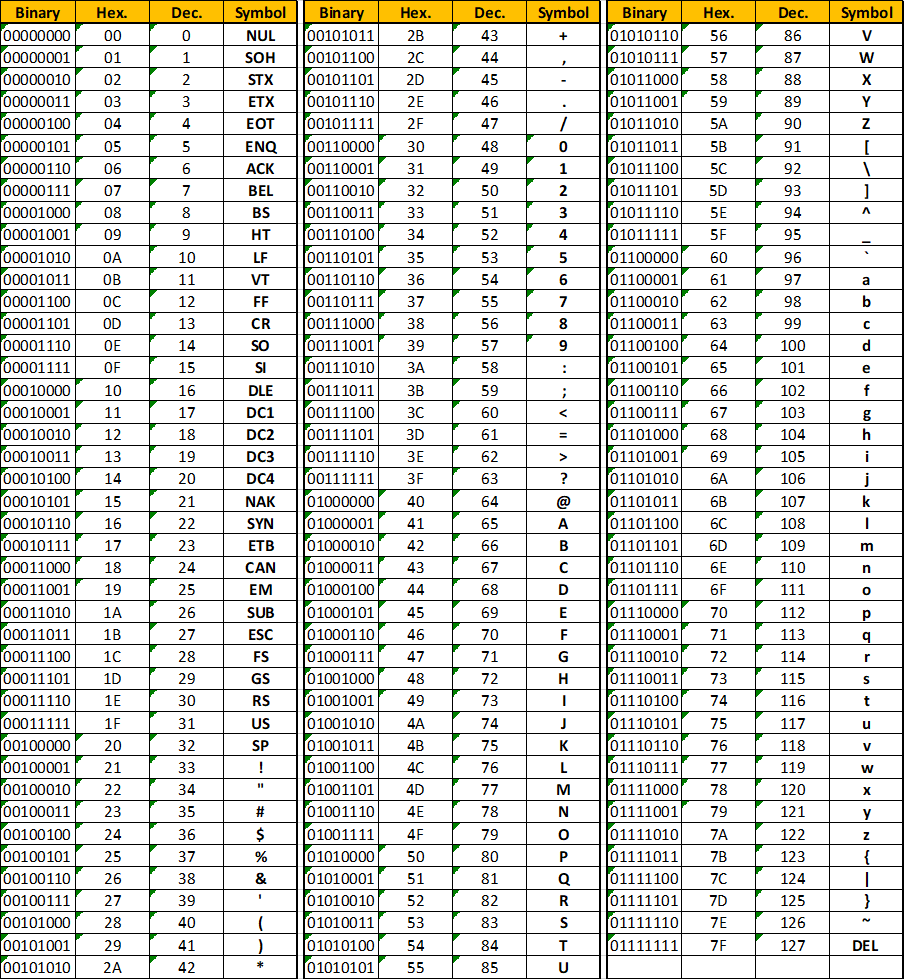 Binary Hex. Dec. Symbol Binary Hex. Dec. Symbol Binary Hex. Dec. Symbol
00000000 00 0 NUL 00101011 2B 43 + 01010110 56 86 V
00000001 01 1 SOH 00101100 2C 44 , 01010111 57 87 W
00000010 02 2 STX 00101101 2D 45 - 01011000 58 88 X
00000011 03 3 ETX 00101110 2E 46 . 01011001 59 89 Y
00000100 04 4 EOT 00101111 2F 47 / 01011010 5A 90 Z
00000101 05 5 ENQ 00110000 30 48 0 01011011 5B 91 [
00000110 06 6 ACK 00110001 31 49 1 01011100 5C 92 \
00000111 07 7 BEL 00110010 32 50 2 01011101 5D 93 ]
00001000 08 8 BS 00110011 33 51 3 01011110 5E 94 ^
00001001 09 9 HT 00110100 34 52 4 01011111 5F 95 _
00001010 0A 10 LF 00110101 35 53 5 01100000 60 96 `
00001011 0B 11 VT 00110110 36 54 6 01100001 61 97 a
00001100 0C 12 FF 00110111 37 55 7 01100010 62 98 b
00001101 0D 13 CR 00111000 38 56 8 01100011 63 99 c
00001110 0E 14 SO 00111001 39 57 9 01100100 64 100 d
00001111 0F 15 SI 00111010 3A 58 : 01100101 65 101 e
00010000 10 16 DLE 00111011 3B 59 ; 01100110 66 102 f
00010001 11 17 DC1 00111100 3C 60 < 01100111 67 103 g
00010010 12 18 DC2 00111101 3D 61 = 01101000 68 104 h
00010011 13 19 DC3 00111110 3E 62 > 01101001 69 105 i
00010100 14 20 DC4 00111111 3F 63 ? 01101010 6A 106 j
00010101 15 21 NAK 01000000 40 64 @ 01101011 6B 107 k
00010110 16 22 SYN 01000001 41 65 A 01101100 6C 108 l
00010111 17 23 ETB 01000010 42 66 B 01101101 6D 109 m
00011000 18 24 CAN 01000011 43 67 C 01101110 6E 110 n
00011001 19 25 EM 01000100 44 68 D 01101111 6F 111 o
00011010 1A 26 SUB 01000101 45 69 E 01110000 70 112 p
00011011 1B 27 ESC 01000110 46 70 F 01110001 71 113 q
00011100 1C 28 FS 01000111 47 71 G 01110010 72 114 r
00011101 1D 29 GS 01001000 48 72 H 01110011 73 115 s
00011110 1E 30 RS 01001001 49 73 I 01110100 74 116 t
00011111 1F 31 US 01001010 4A 74 J 01110101 75 117 u
00100000 20 32 SP 01001011 4B 75 K 01110110 76 118 v
00100001 21 33 ! 01001100 4C 76 L 01110111 77 119 w
00100010 22 34 " 01001101 4D 77 M 01111000 78 120 x
00100011 23 35 # 01001110 4E 78 N 01111001 79 121 y
00100100 24 36 $ 01001111 4F 79 O 01111010 7A 122 z
00100101 25 37 % 01010000 50 80 P 01111011 7B 123 {
00100110 26 38 & 01010001 51 81 Q 01111100 7C 124 |
00100111 27 39 ' 01010010 52 82 R 01111101 7D 125 }
00101000 28 40 ( 01010011 53 83 S 01111110 7E 126 ~
00101001 29 41 ) 01010100 54 84 T 01111111 7F 127 DEL
00101010 2A 42 * 01010101 55 85 U